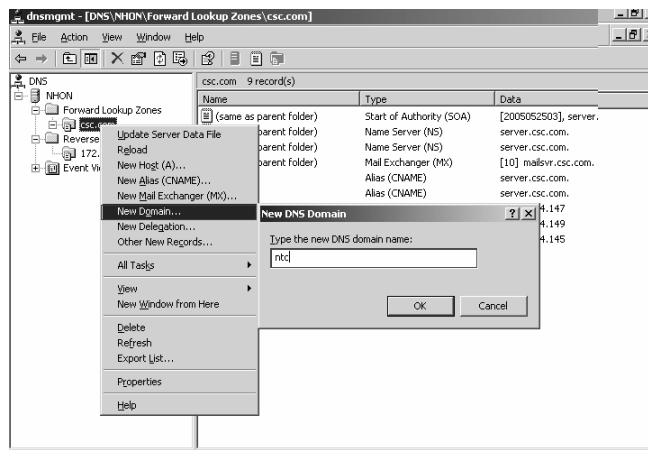 dnsmgmt - [DNS\NHON\Forward Lookup Zones\csc.com]
File Action View Window Help
DNS
NHON
Forward Lookup Zones
csc.com
Reverse
172.
Event Vi
csc.com 9 record(s)
Name Type Data
(same as parent folder) Start of Authority (SOA) [2005052503], server.
parent folder) Name Server (NS) server.csc.com.
parent folder) Name Server (NS) server.csc.com.
parent folder) Mail Exchanger (MX) [10] mailsvr.csc.com.
Alias (CNAME) server.csc.com.
Alias (CNAME) server.csc.com.
4.147
4.149
4.145
Update Server Data File
Reload
New Host (A)...
New Alias (CNAME)...
New Mail Exchanger (MX)...
New Domain...
New Delegation...
Other New Records...
All Tasks
View
New Window from Here
Delete
Refresh
Export List...
Properties
Help
New DNS Domain
Type the new DNS domain name:
ntc
OK Cancel